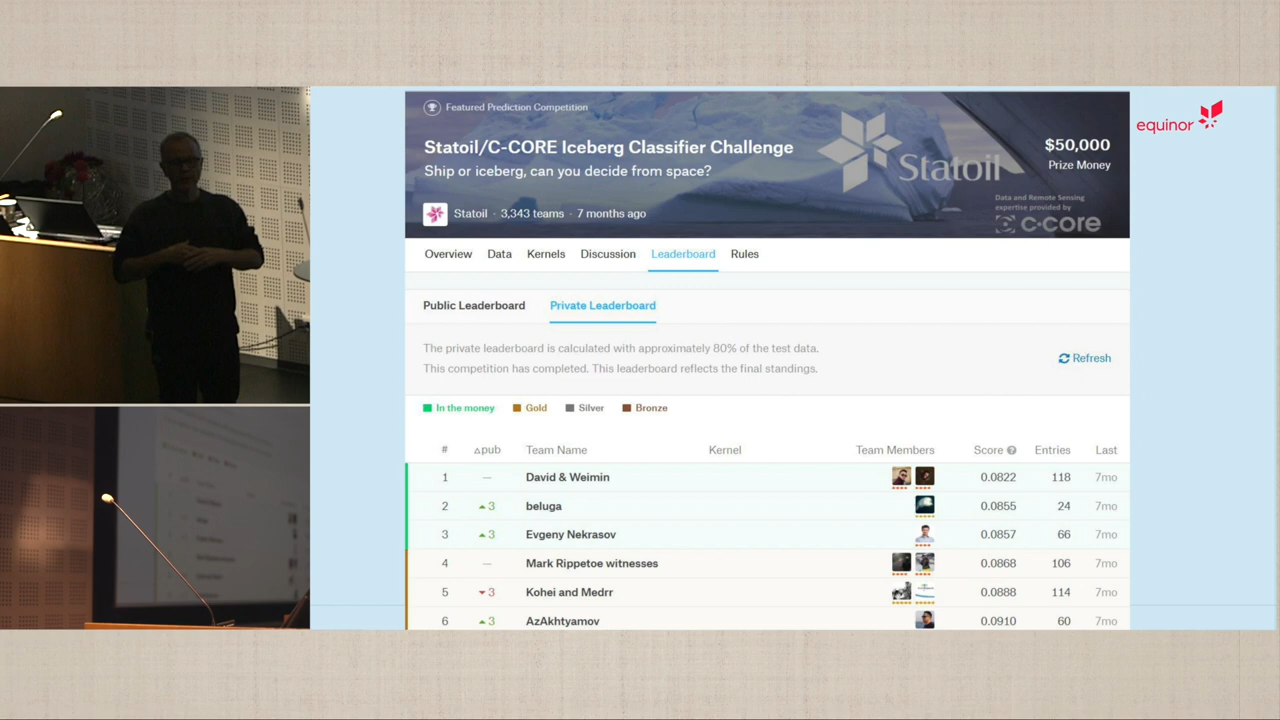 Featured Prediction Competition
Statoil/C-CORE Iceberg Classifier Challenge
Ship or iceberg, can you decide from space?
Statoil · 3,343 teams · 7 months ago
Statoil
$50,000
Prize Money
Data and Remote Sensing
expertise provided by
c-core
equinor
Overview Data Kernels Discussion Leaderboard Rules
Public Leaderboard Private Leaderboard
The private leaderboard is calculated with approximately 80% of the test data.
This competition has completed. This leaderboard reflects the final standings.
Refresh
In the money Gold Silver Bronze
# △pub Team Name Kernel Team Members Score Entries Last
1 — David & Weimin 0.0822 118 7mo
2 ▲3 beluga 0.0855 24 7mo
3 ▲3 Evgeny Nekrasov 0.0857 66 7mo
4 — Mark Rippetoe witnesses 0.0868 106 7mo
5 ▼3 Kohei and Medrr 0.0888 114 7mo
6 ▲3 AzAkhtyamov 0.0910 60 7mo